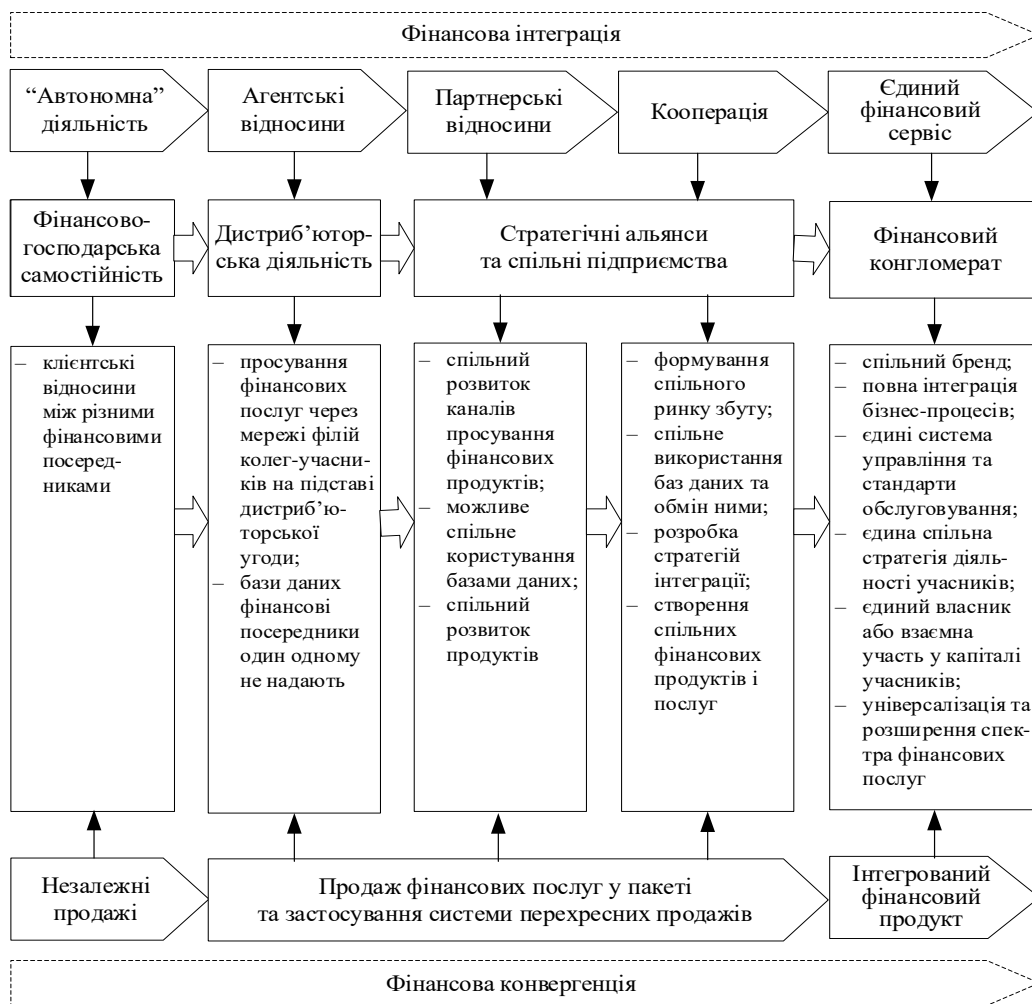 Фінансова інтеграція
“Автономна”
діяльність
Агентські
відносини
Партнерські
відносини
Кооперація
Єдиний
фінансовий
сервіс
Фінансово-
господарська
самостійність
Дистриб’ютор-
ська діяльність
Стратегічні альянси
та спільні підприємства
Фінансовий
конгломерат
– клієнтські
відносини
між різними
фінансовими
посеред-
никами
– просування
фінансових
послуг через
мережі філій
колег-учасни-
ків на підставі
дистриб’ю-
торської
угоди;
– бази даних
фінансові
посередники
один одному
не надають
– спільний
розвиток
каналів
просування
фінансових
продуктів;
– можливе
спільне
користування
базами даних;
– спільний
розвиток
продуктів
– формування
спільного
ринку збуту;
– спільне
використання
баз даних та
обмін ними;
– розробка
стратегій
інтеграції;
– створення
спільних
фінансових
продуктів і
послуг
– спільний бренд;
– повна інтеграція
бізнес-процесів;
– єдині система
управління та
стандарти
обслуговування;
– єдина спільна
стратегія діяль-
ності учасників;
– єдиний власник
або взаємна
участь у капіталі
учасників;
– універсалізація та
розширення спек-
тра фінансових
послуг
Незалежні
продажі
Продаж фінансових послуг у пакеті
та застосування системи перехресних продажів
Інтегрований
фінансовий
продукт
Фінансова конвергенція